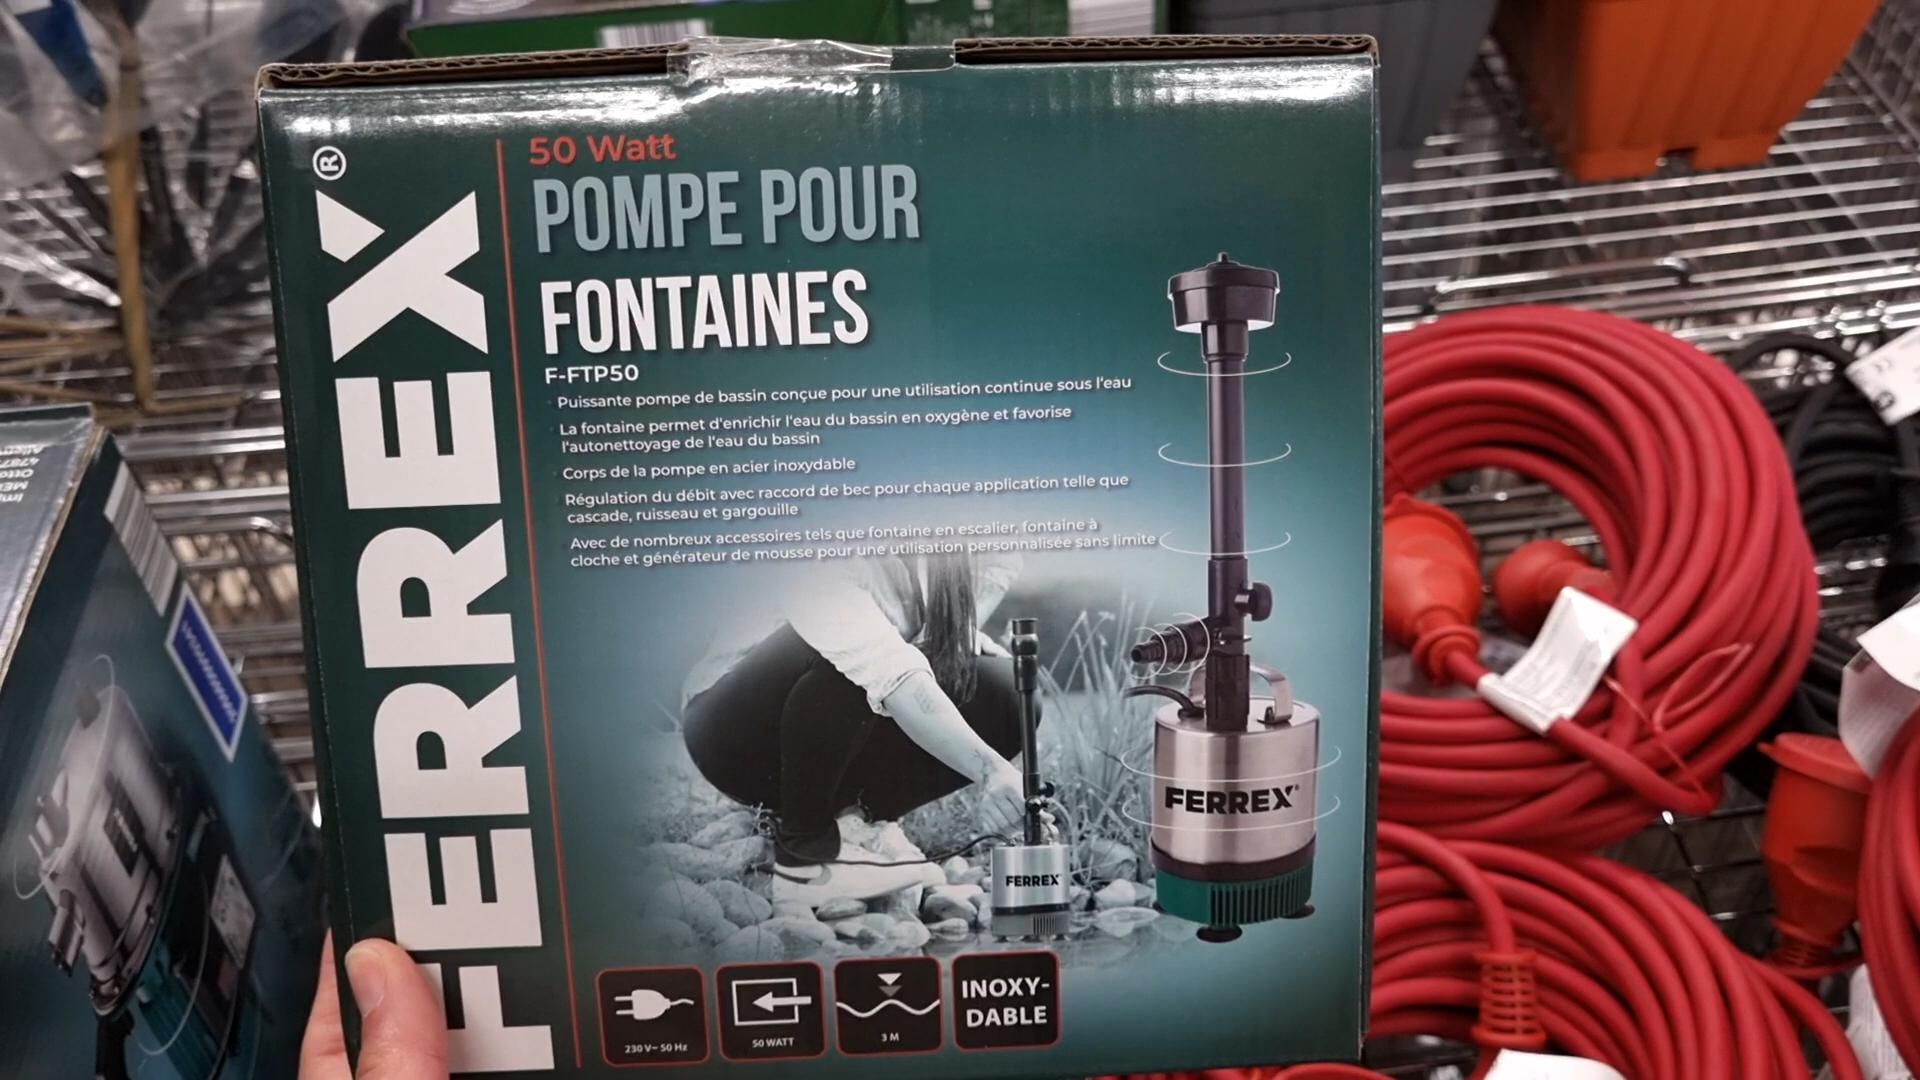 FERREX®
50 Watt
POMPE POUR
FONTAINES
F-FTP50
Puissante pompe de bassin conçue pour une utilisation continue sous l'eau
La fontaine permet d'enrichir l'eau du bassin en oxygène et favorise
l'autonettoyage de l'eau du bassin
Corps de la pompe en acier inoxydable
Régulation du débit avec raccord de bec pour chaque application telle que
cascade, ruisseau et gargouille
Avec de nombreux accessoires tels que fontaine en escalier, fontaine à
cloche et générateur de mousse pour une utilisation personnalisée sans limite
FERREX®
FERREX
230 V~ 50 Hz
50 WATT
3 M
INOXY-
DABLE